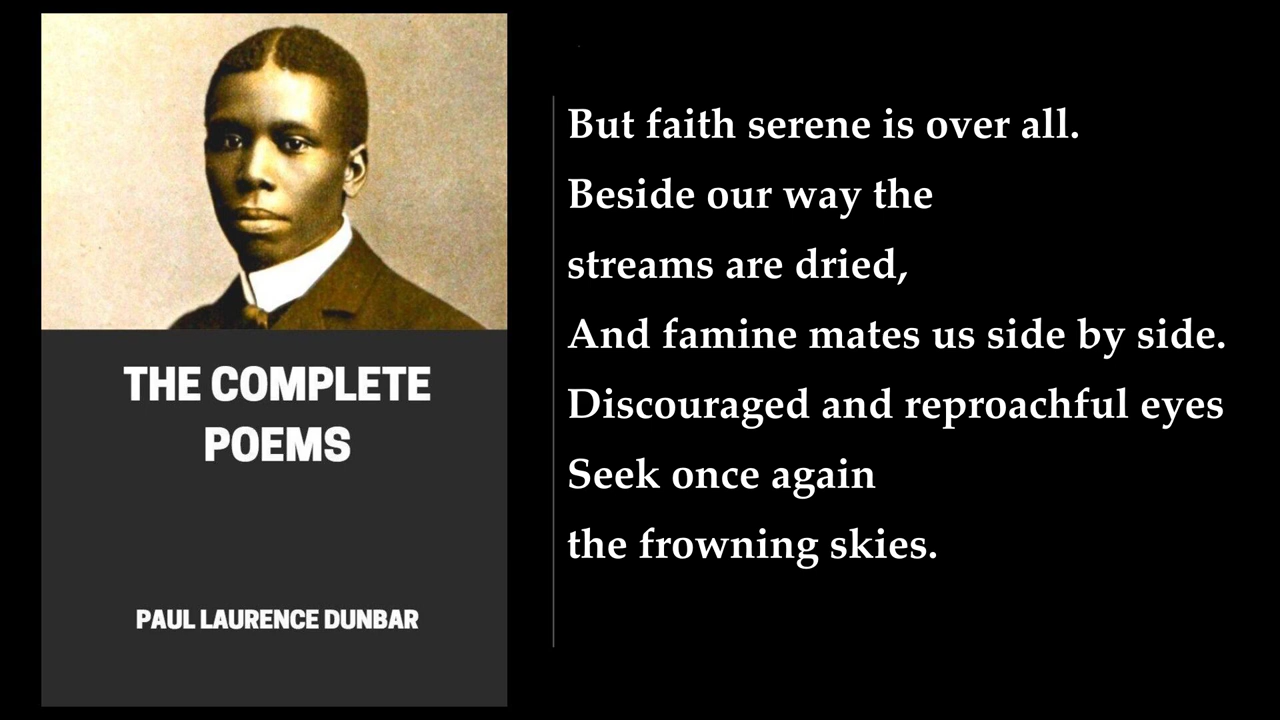 THE COMPLETE
POEMS
PAUL LAURENCE DUNBAR
But faith serene is over all.
Beside our way the
streams are dried,
And famine mates us side by side.
Discouraged and reproachful eyes
Seek once again
the frowning skies.